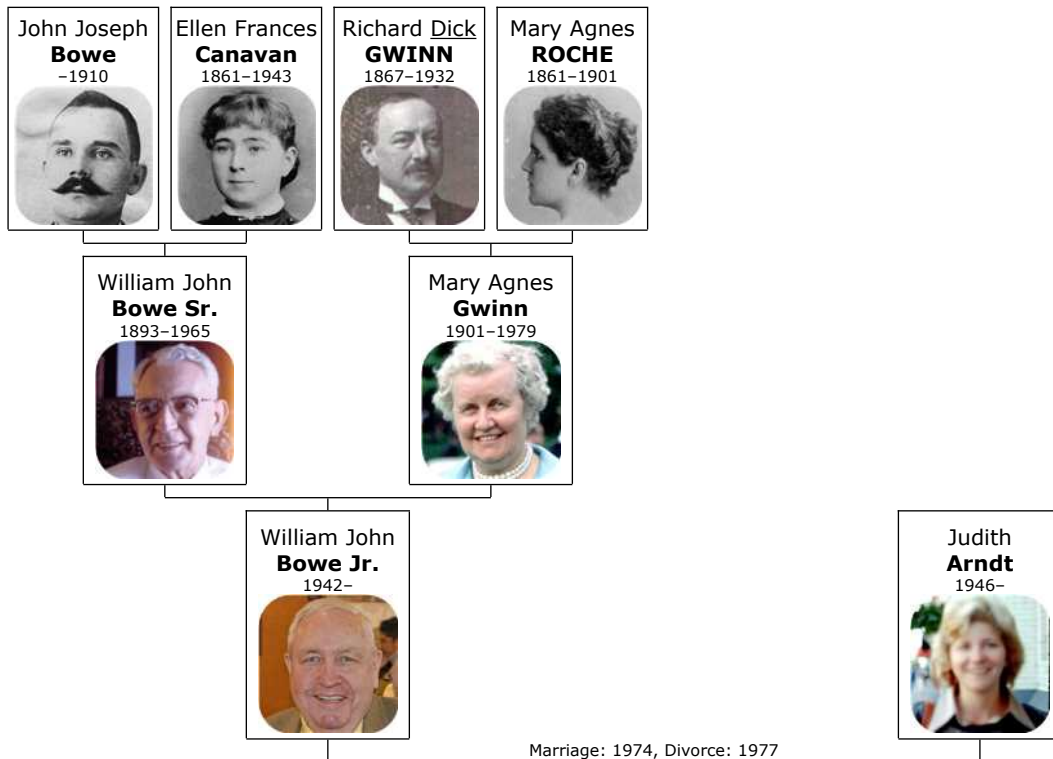 John Joseph
Bowe
–1910
Ellen Frances
Canavan
1861–1943
Richard Dick
GWINN
1867–1932
Mary Agnes
ROCHE
1861–1901
William John
Bowe Sr.
1893–1965
Mary Agnes
Gwinn
1901–1979
William John
Bowe Jr.
1942–
Judith
Arndt
1946–
Marriage: 1974, Divorce: 1977